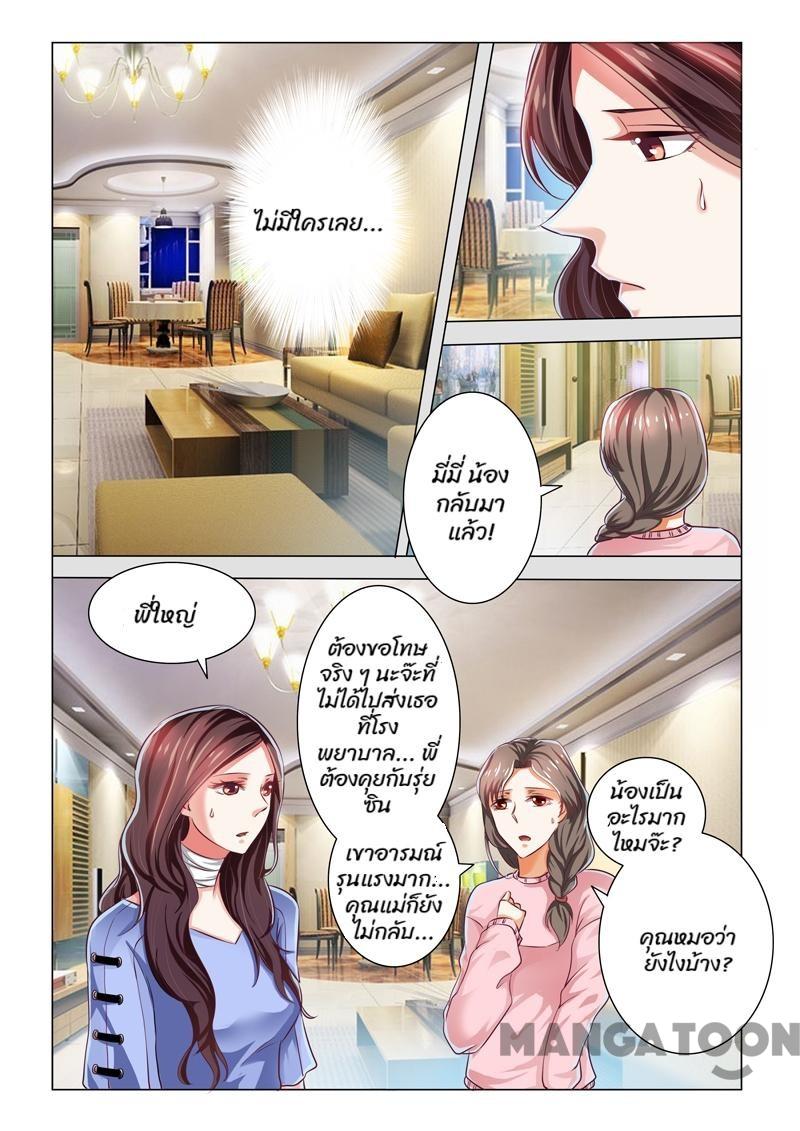 ไม่มีใครเลย...
มี่มี่ น้อง
กลับมา
แล้ว!
พี่ใหญ่
ต้องขอโทษ
จริง ๆ นะจ๊ะที่
ไม่ได้ไปส่งเธอ
ที่โรง
พยาบาล... พี่
ต้องคุยกับรุ่ย
ซิน
เขาอารมณ์
รุนแรงมาก...
คุณแม่ก็ยัง
ไม่กลับ...
น้องเป็น
อะไรมาก
ไหมจ๊ะ?
คุณหมอว่า
ยังไงบ้าง?
MANGATOON